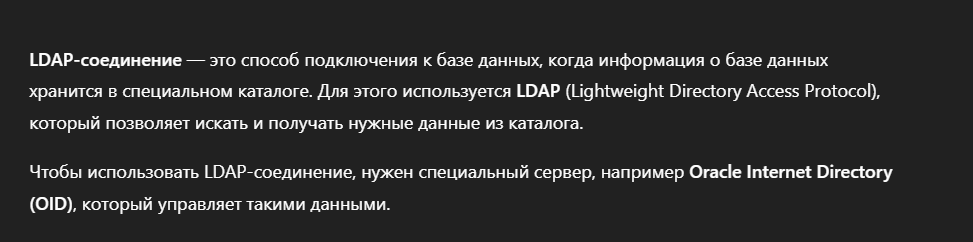 LDAP-соединение — это способ подключения к базе данных, когда информация о базе данных
хранится в специальном каталоге. Для этого используется LDAP (Lightweight Directory Access Protocol),
который позволяет искать и получать нужные данные из каталога.
Чтобы использовать LDAP-соединение, нужен специальный сервер, например Oracle Internet Directory
(OID), который управляет такими данными.